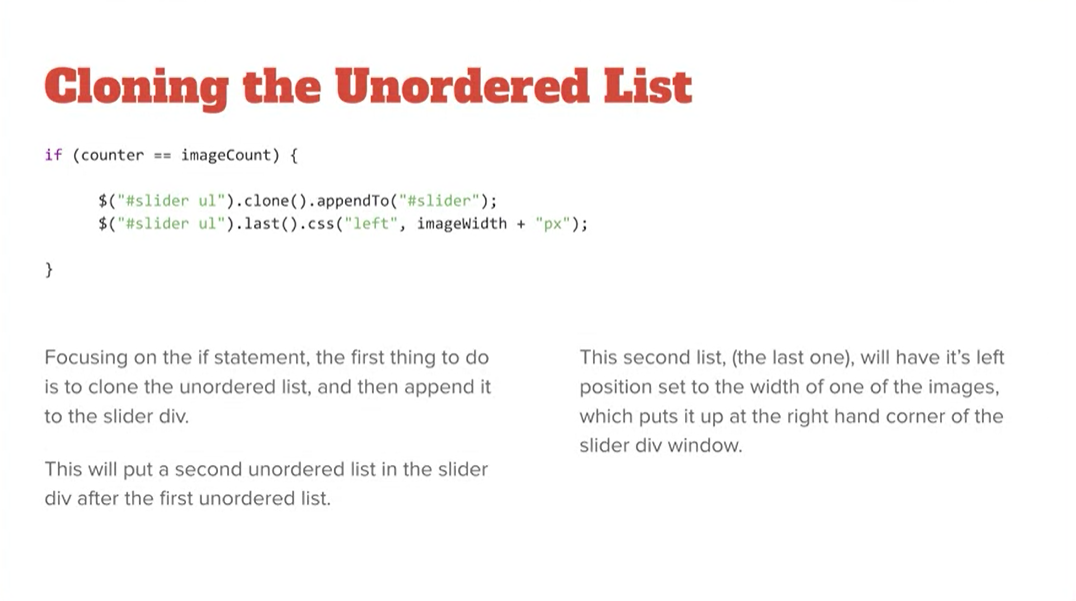 Cloning the Unordered List
if (counter == imageCount) {
$("#slider ul").clone().appendTo("#slider");
$("#slider ul").last().css("left", imageWidth + "px");
}
Focusing on the if statement, the first thing to do
is to clone the unordered list, and then append it
to the slider div.
This will put a second unordered list in the slider
div after the first unordered list.
This second list, (the last one), will have it's left
position set to the width of one of the images,
which puts it up at the right hand corner of the
slider div window.